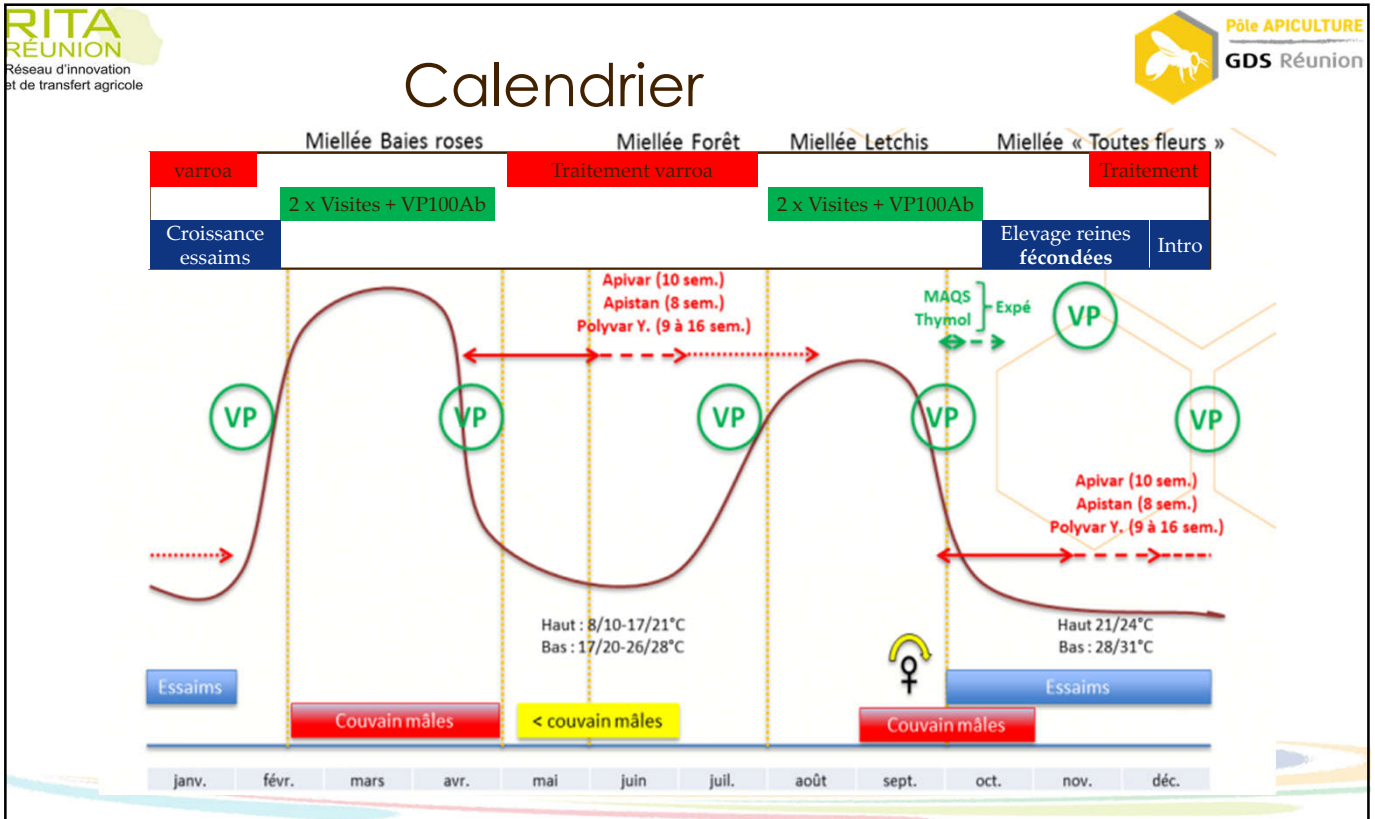 RITA
RÉUNION
Réseau d'innovation
et de transfert agricole
Pôle APICULTURE
GDS Réunion
Calendrier
Miellée Baies roses
Miellée Forêt
Miellée Letchis
Miellée « Toutes fleurs »
varroa
Traitement varroa
Traitement
2 x Visites + VP100Ab
2 x Visites + VP100Ab
Croissance
essaims
Elevage reines
fécondées
Intro
Apivar (10 sem.)
Apistan (8 sem.)
Polyvar Y. (9 à 16 sem.)
MAQS
Thymol
Expé
VP
VP
VP
VP
VP
VP
Apivar (10 sem.)
Apistan (8 sem.)
Polyvar Y. (9 à 16 sem.)
Haut : 8/10-17/21°C
Bas : 17/20-26/28°C
Haut 21/24°C
Bas : 28/31°C
Essaims
Essaims
Couvain mâles
< couvain mâles
Couvain mâles
janv. févr. mars avr. mai juin juil. août sept. oct. nov. déc.